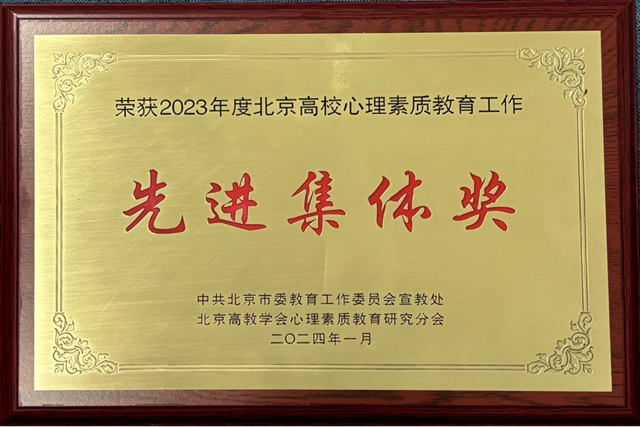 荣获2023年度北京高校心理素质教育工作
先进集体奖
中共北京市委教育工作委员会宣教处
北京高教学会心理素质教育研究分会
二〇二四年一月